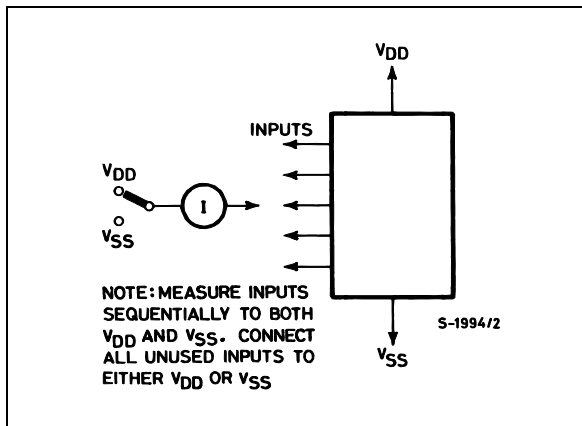 VDD
INPUTS
VDD
I
VSS
NOTE: MEASURE INPUTS
SEQUENTIALLY TO BOTH
VDD AND VSS. CONNECT
ALL UNUSED INPUTS TO
EITHER VDD OR VSS
S-1994/2
VSS